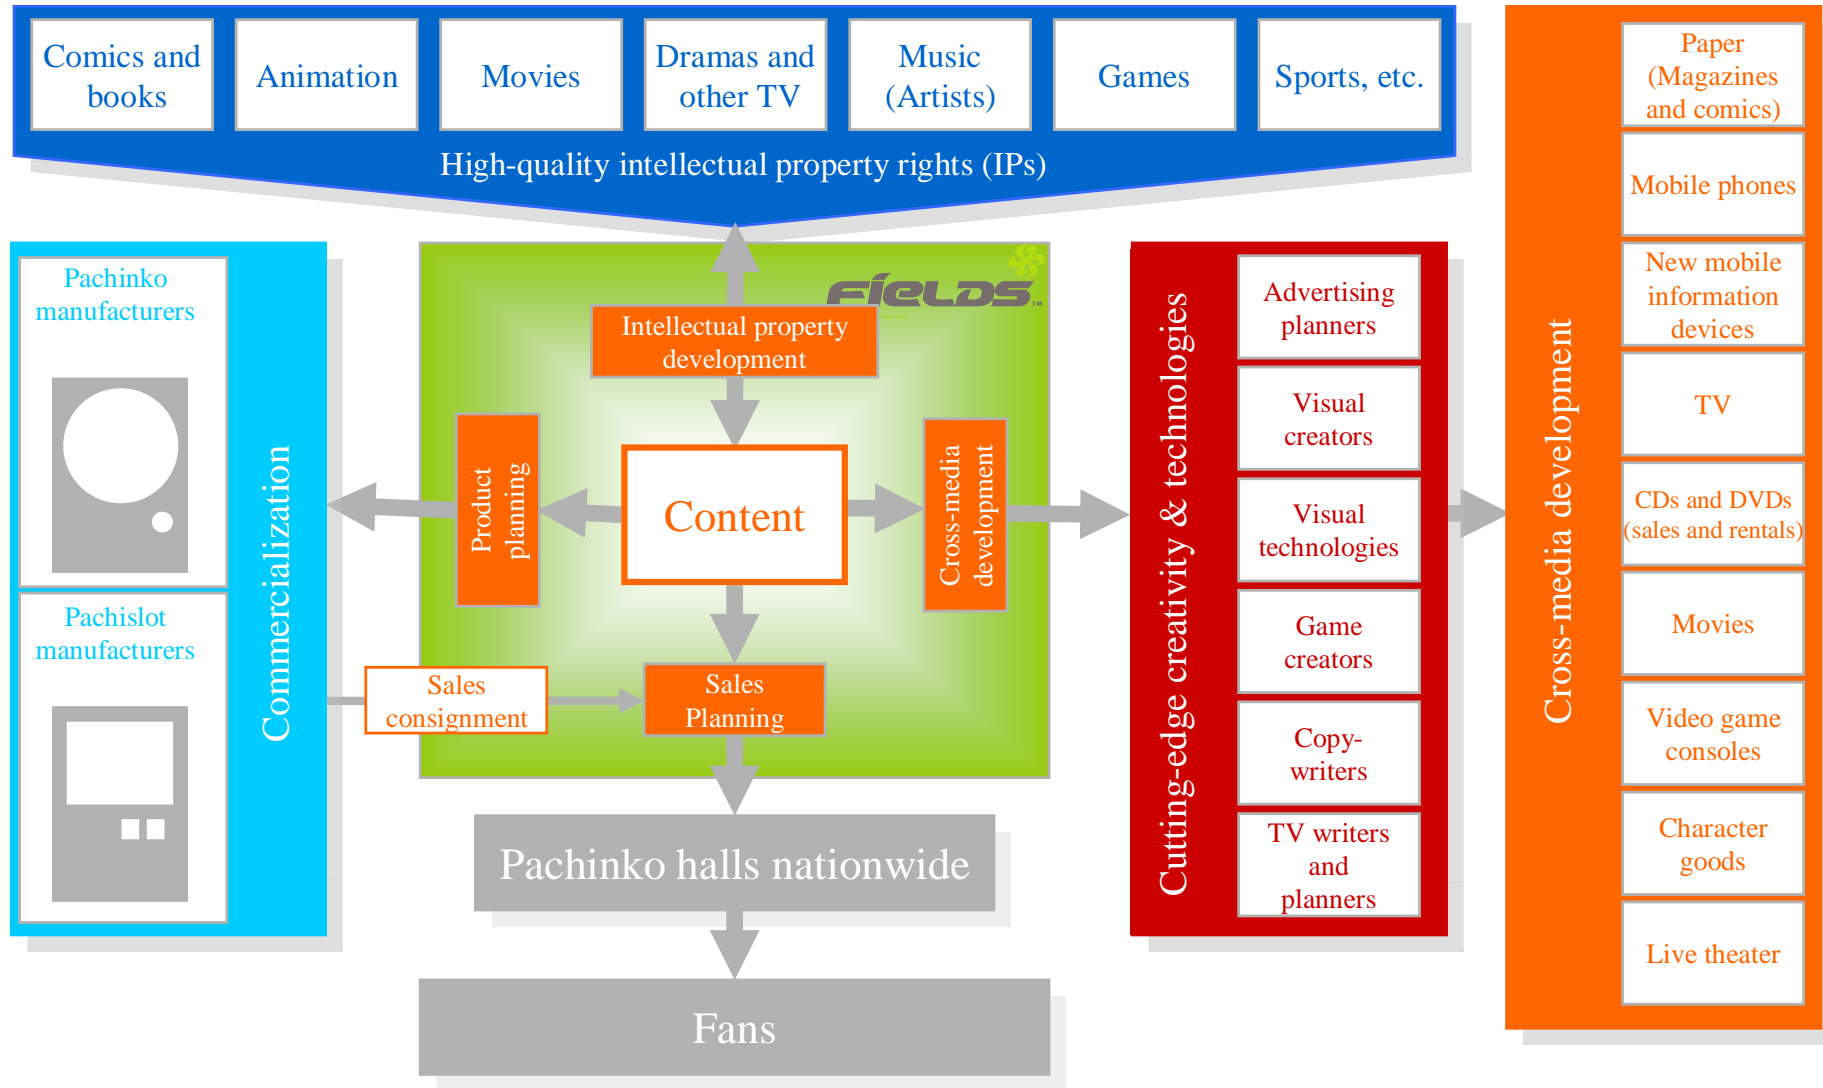 Comics and
books
Animation
Movies
Dramas and
other TV
Music
(Artists)
Games
Sports, etc.
High-quality intellectual property rights (IPs)
Pachinko
manufacturers
Pachislot
manufacturers
Commercialization
FIELDS™
Intellectual property
development
Product
planning
Content
Cross-media
development
Sales
consignment
Sales
Planning
Pachinko halls nationwide
Fans
Cutting-edge creativity & technologies
Advertising
planners
Visual
creators
Visual
technologies
Game
creators
Copy-
writers
TV writers
and
planners
Cross-media development
Paper
(Magazines
and comics)
Mobile phones
New mobile
information
devices
TV
CDs and DVDs
(sales and rentals)
Movies
Video game
consoles
Character
goods
Live theater